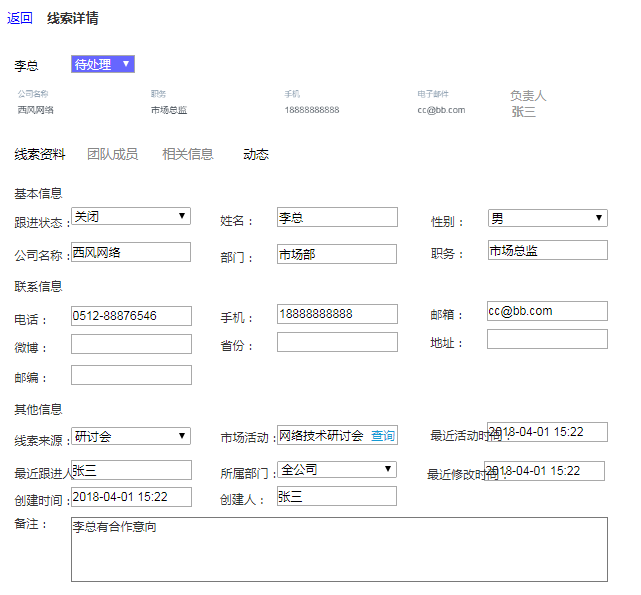 返回 线索详情
李总 待处理
公司名称 职务 手机 电子邮件 负责人
西风网络 市场总监 18888888888 cc@bb.com 张三
线索资料 团队成员 相关信息 动态
基本信息
跟进状态： 关闭 姓名： 李总 性别： 男
公司名称： 西风网络 部门： 市场部 职务： 市场总监
联系信息
电话： 0512-88876546 手机： 18888888888 邮箱： cc@bb.com
微博： 省份： 地址：
邮编：
其他信息
线索来源： 研讨会 市场活动： 网络技术研讨会 查询 最近活动时间： 2018-04-01 15:22
最近跟进人 张三 所属部门： 全公司 最近修改时间： 2018-04-01 15:22
创建时间： 2018-04-01 15:22 创建人： 张三
备注： 李总有合作意向